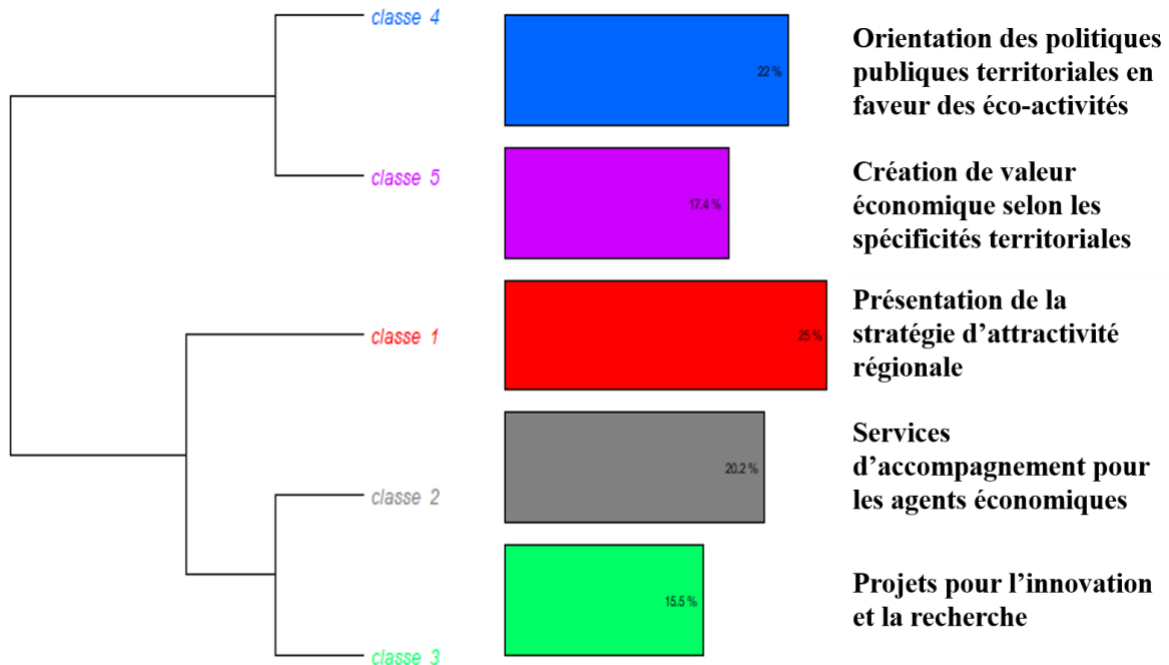 classe 4
22 %
Orientation des politiques
publiques territoriales en
faveur des éco-activités
classe 5
17.4 %
Création de valeur
économique selon les
spécificités territoriales
classe 1
25 %
Présentation de la
stratégie d’attractivité
régionale
classe 2
20.2 %
Services
d’accompagnement pour
les agents économiques
classe 3
15.5 %
Projets pour l’innovation
et la recherche